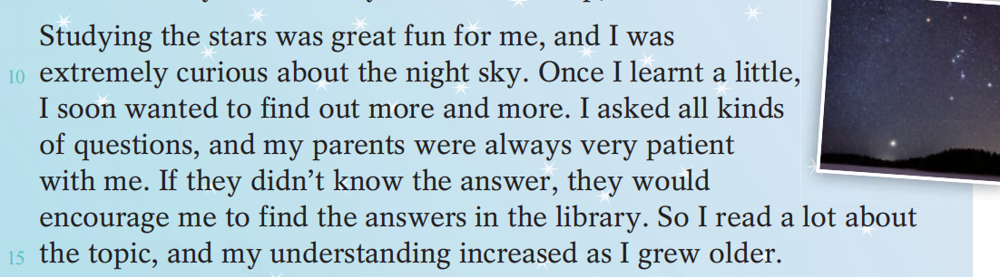 Studying the stars was great fun for me, and I was
10 extremely curious about the night sky. Once I learnt a little,
I soon wanted to find out more and more. I asked all kinds
of questions, and my parents were always very patient
with me. If they didn’t know the answer, they would
encourage me to find the answers in the library. So I read a lot about
15 the topic, and my understanding increased as I grew older.